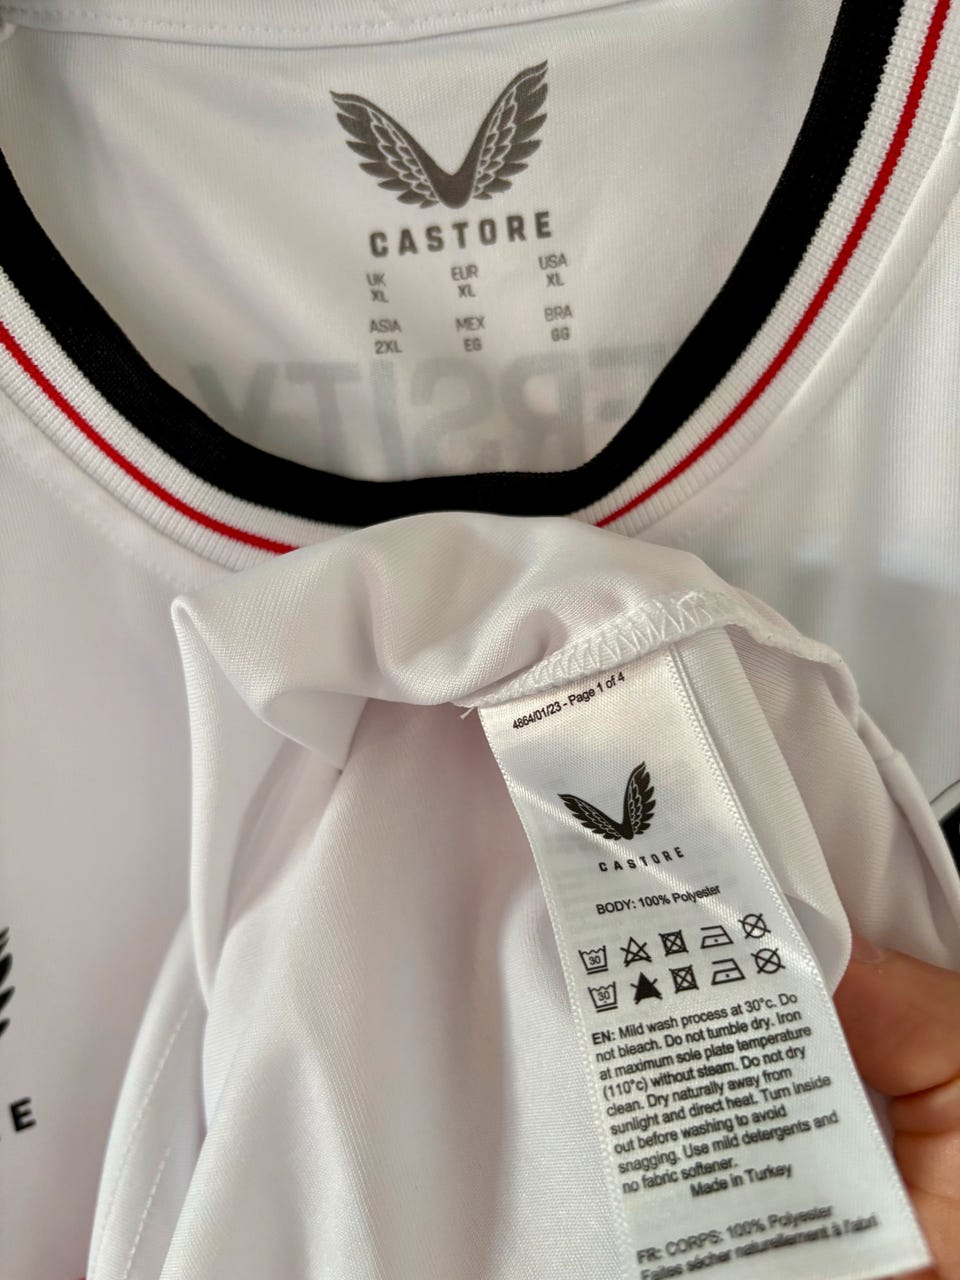 CASTORE
UK EUR USA
XL XL XL
ASIA MEX BRA
2XL EG GG
4864/01/23 - Page 1 of 4
CASTORE
BODY: 100% Polyester
30
30
EN: Mild wash process at 30°c. Do
not bleach. Do not tumble dry. Iron
at maximum sole plate temperature
(110°c) without steam. Do not dry
clean. Dry naturally away from
sunlight and direct heat. Turn inside
out before washing to avoid
snagging. Use mild detergents and
no fabric softener.
Made in Turkey
FR: CORPS: 100% Polyester
Faites sécher naturellement à l'abri
E